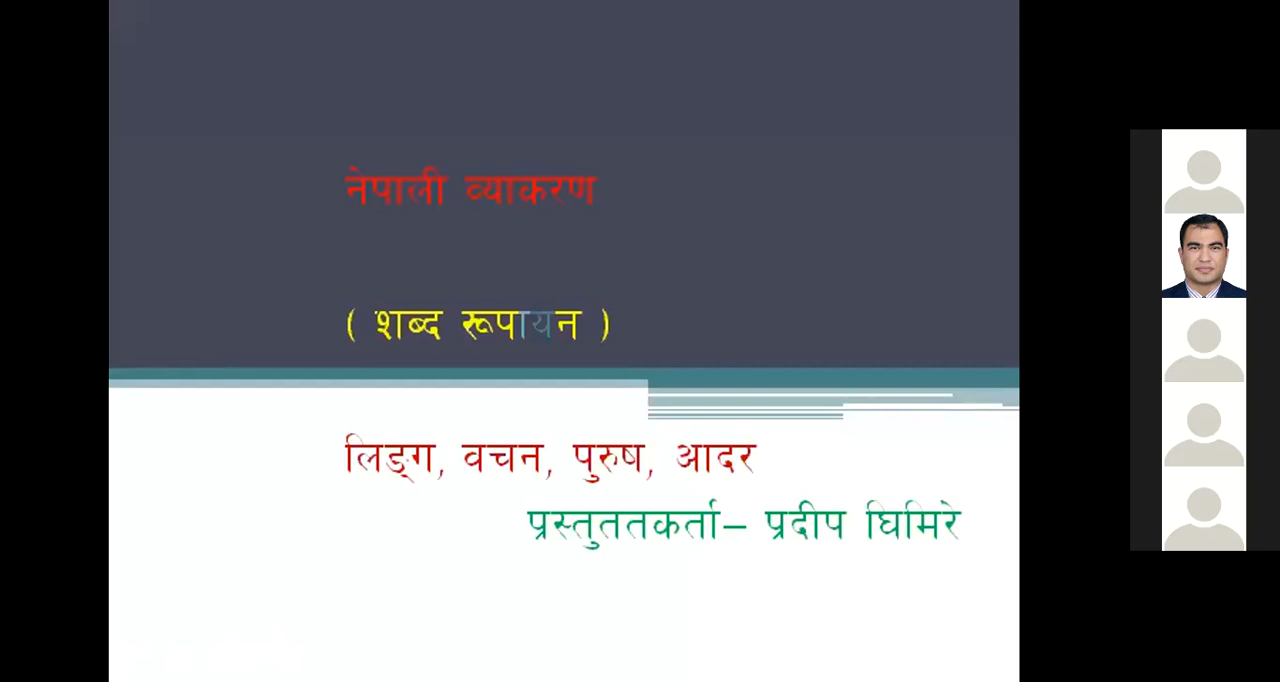 नेपाली व्याकरण
( शब्द रूपायन )
लिङ्ग, वचन, पुरुष, आदर
प्रस्तुततकर्ता– प्रदीप घिमिरे